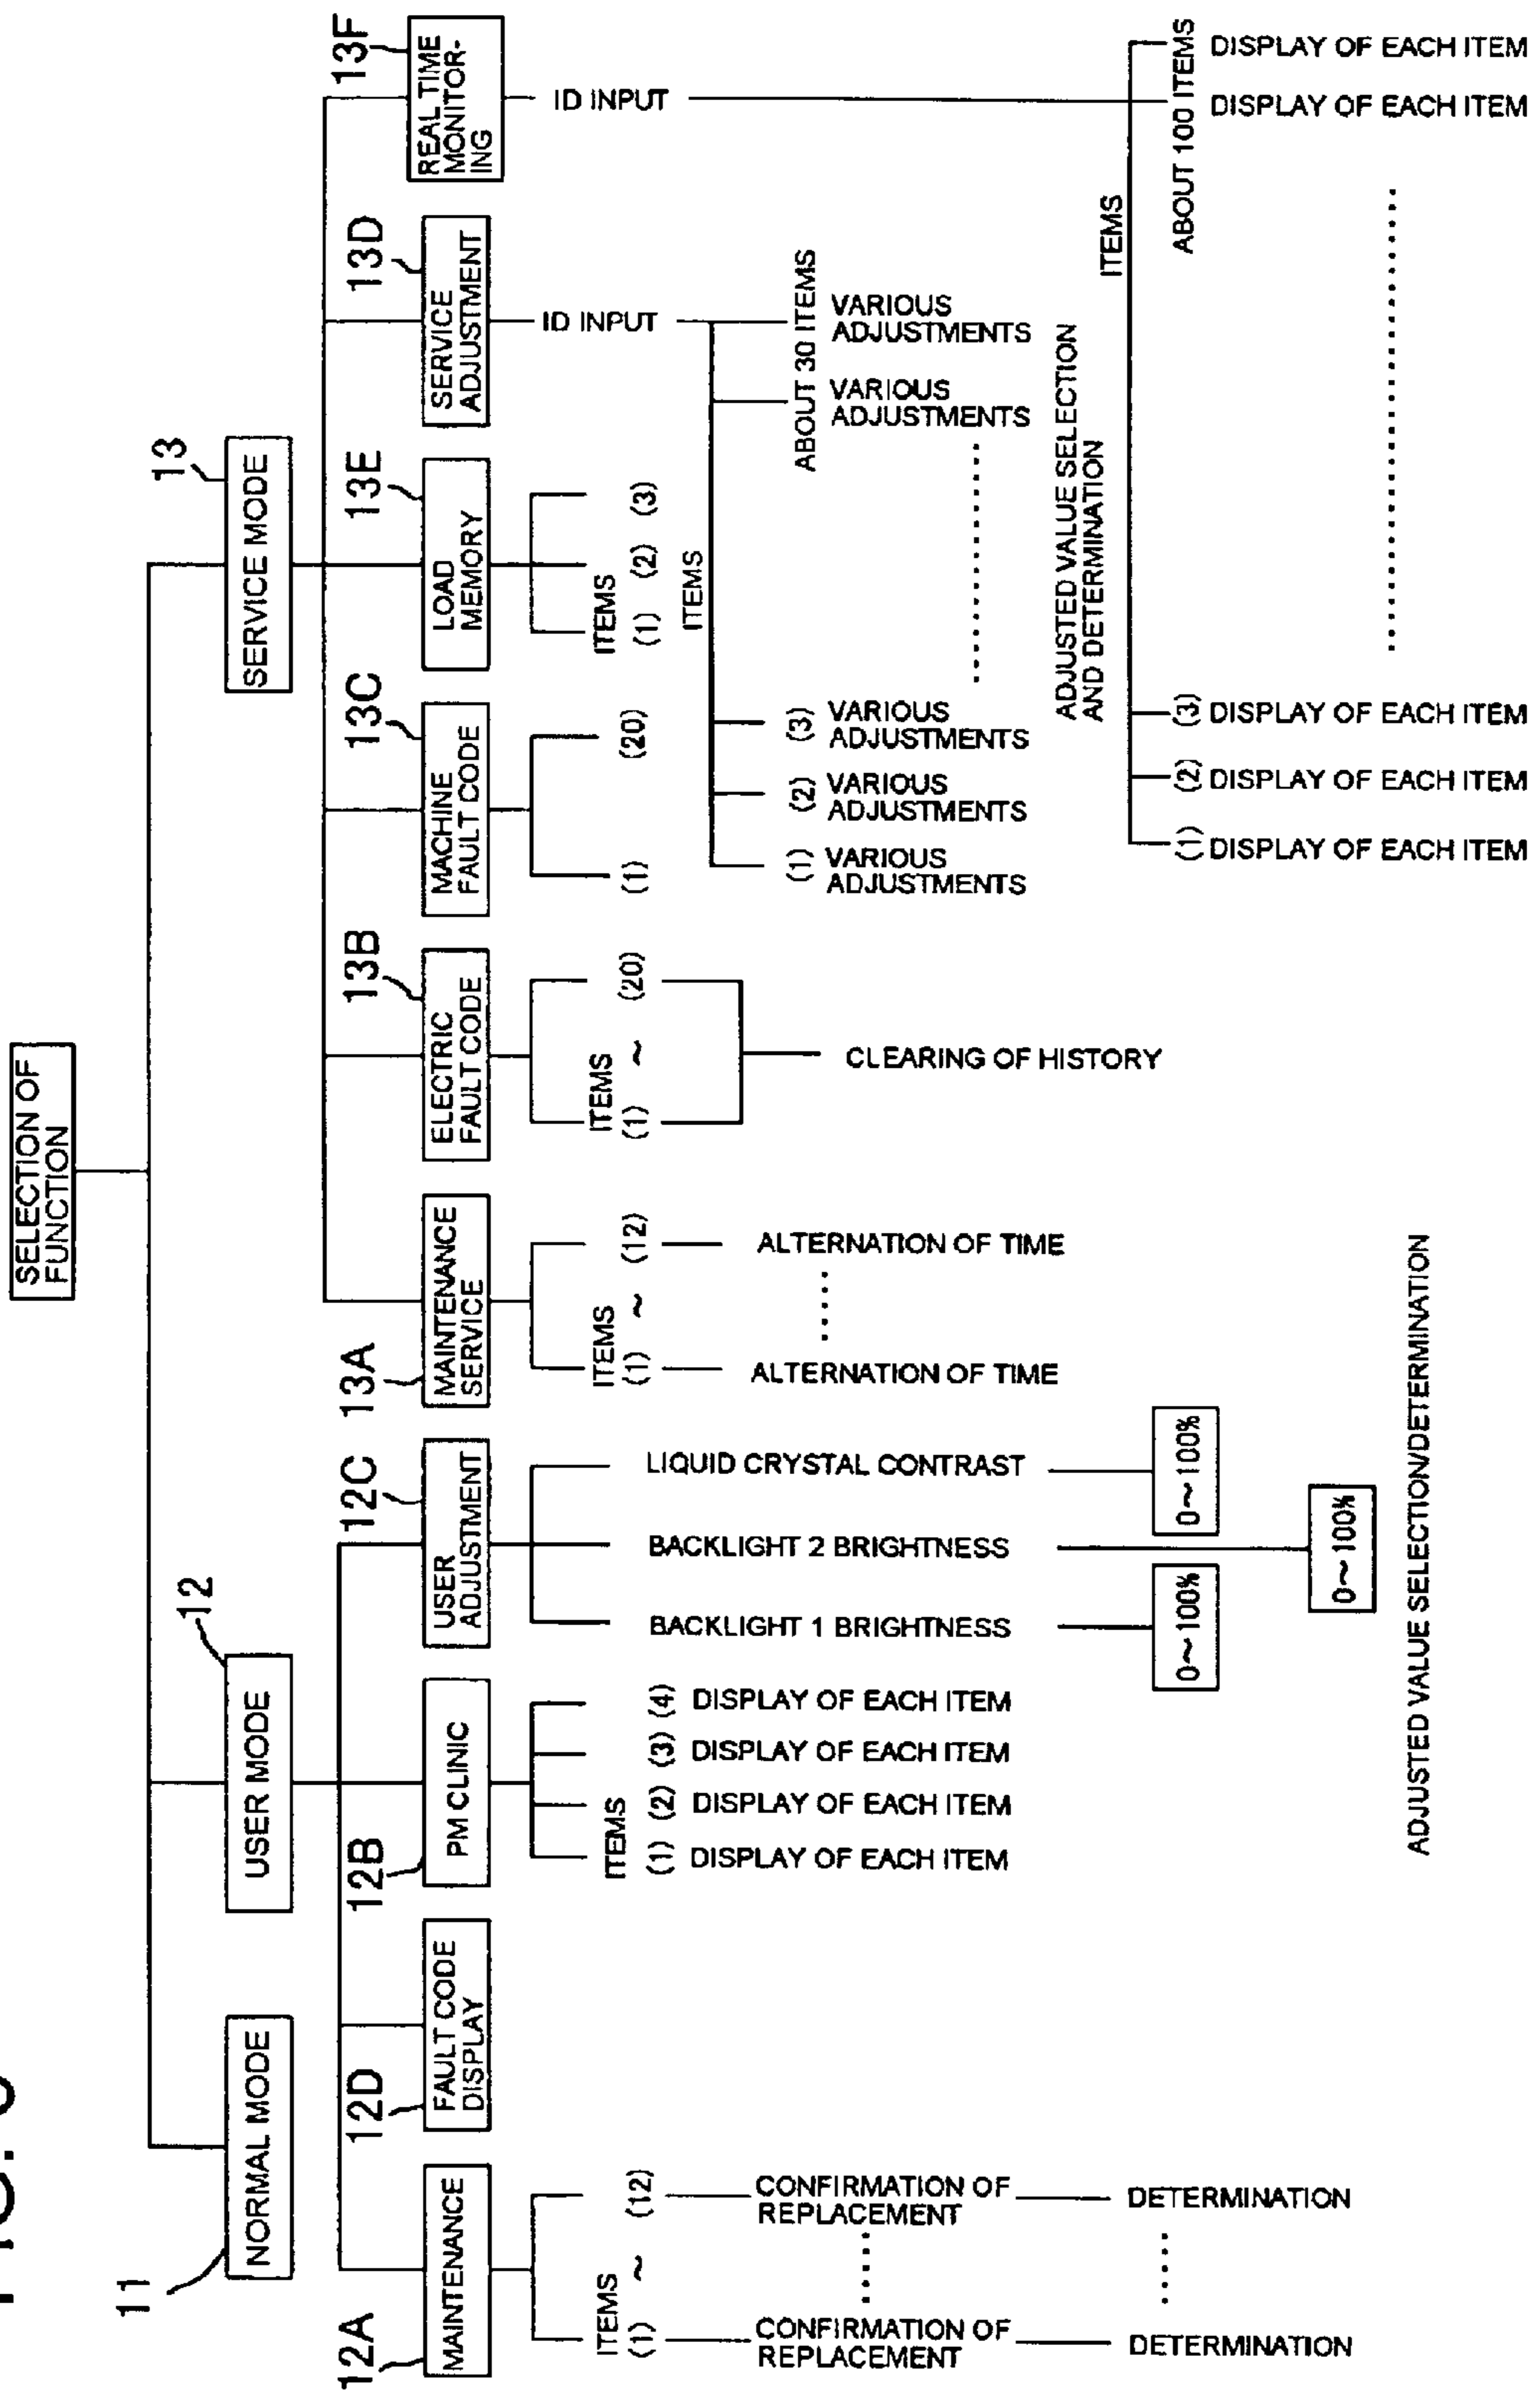 SELECTION OF
FUNCTION
11
NORMAL MODE
12
USER MODE
13
SERVICE MODE
12A
MAINTENANCE
ITEMS
(1) ~ (12)
CONFIRMATION OF
REPLACEMENT
DETERMINATION
CONFIRMATION OF
REPLACEMENT
DETERMINATION
12D
FAULT CODE
DISPLAY
12B
PM CLINIC
ITEMS
(1) DISPLAY OF EACH ITEM
(2) DISPLAY OF EACH ITEM
(3) DISPLAY OF EACH ITEM
(4) DISPLAY OF EACH ITEM
12C
USER
ADJUSTMENT
BACKLIGHT 1 BRIGHTNESS
0~100%
BACKLIGHT 2 BRIGHTNESS
0~100%
LIQUID CRYSTAL CONTRAST
0~100%
ADJUSTED VALUE SELECTION/DETERMINATION
13A
MAINTENANCE
SERVICE
ITEMS
(1) ~ (12)
ALTERNATION OF TIME
ALTERNATION OF TIME
13B
ELECTRIC
FAULT CODE
ITEMS
(1) ~ (20)
CLEARING OF HISTORY
13C
MACHINE
FAULT CODE
(1) (20)
13E
LOAD
MEMORY
ITEMS
(1) (2) (3)
13D
SERVICE
ADJUSTMENT
ID INPUT
ITEMS
ABOUT 30 ITEMS
(1) VARIOUS
ADJUSTMENTS
(2) VARIOUS
ADJUSTMENTS
(3) VARIOUS
ADJUSTMENTS
VARIOUS
ADJUSTMENTS
VARIOUS
ADJUSTMENTS
ADJUSTED VALUE SELECTION
AND DETERMINATION
13F
REAL TIME
MONITOR-
ING
ID INPUT
ITEMS
ABOUT 100 ITEMS
(1) DISPLAY OF EACH ITEM
(2) DISPLAY OF EACH ITEM
(3) DISPLAY OF EACH ITEM
DISPLAY OF EACH ITEM
DISPLAY OF EACH ITEM